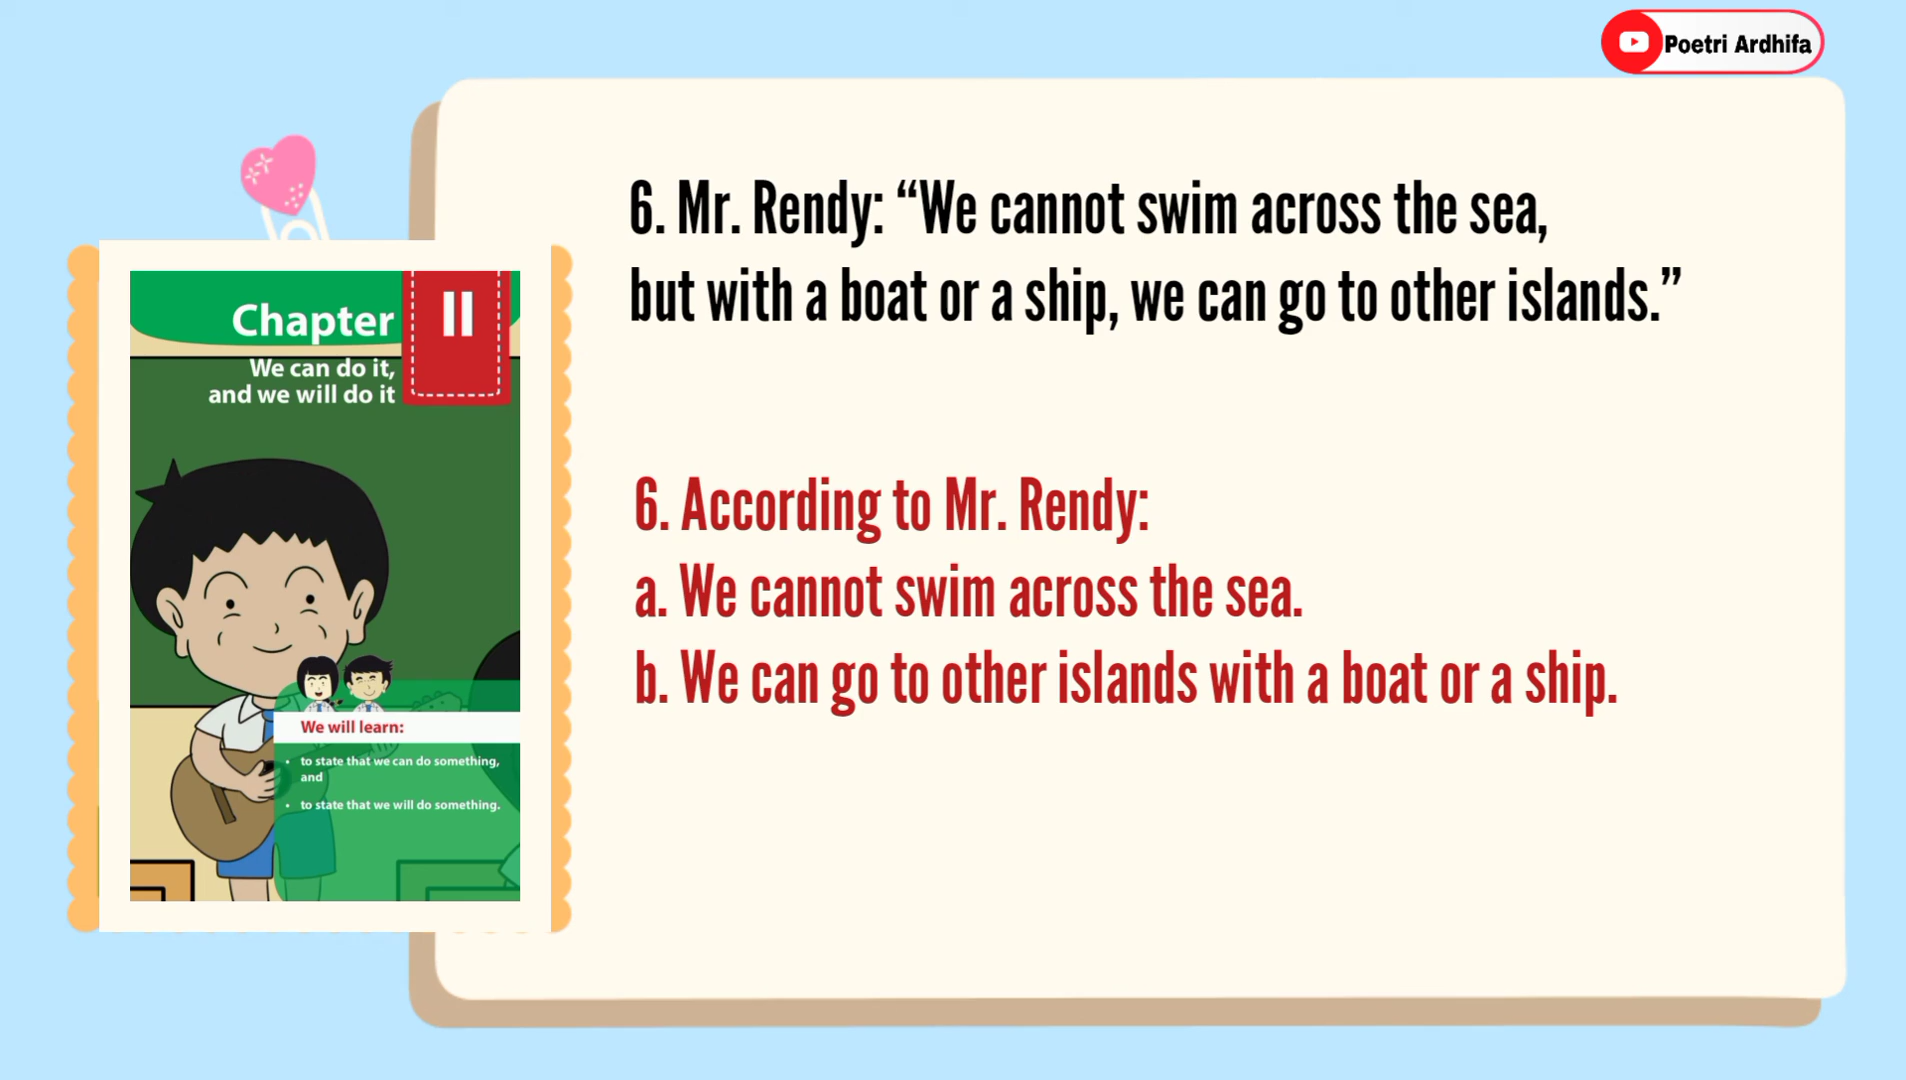 Poetri Ardhifa
6. Mr. Rendy: “We cannot swim across the sea,
but with a boat or a ship, we can go to other islands.”
6. According to Mr. Rendy:
a. We cannot swim across the sea.
b. We can go to other islands with a boat or a ship.
Chapter II
We can do it,
and we will do it
We will learn:
• to state that we can do something,
and
• to state that we will do something.